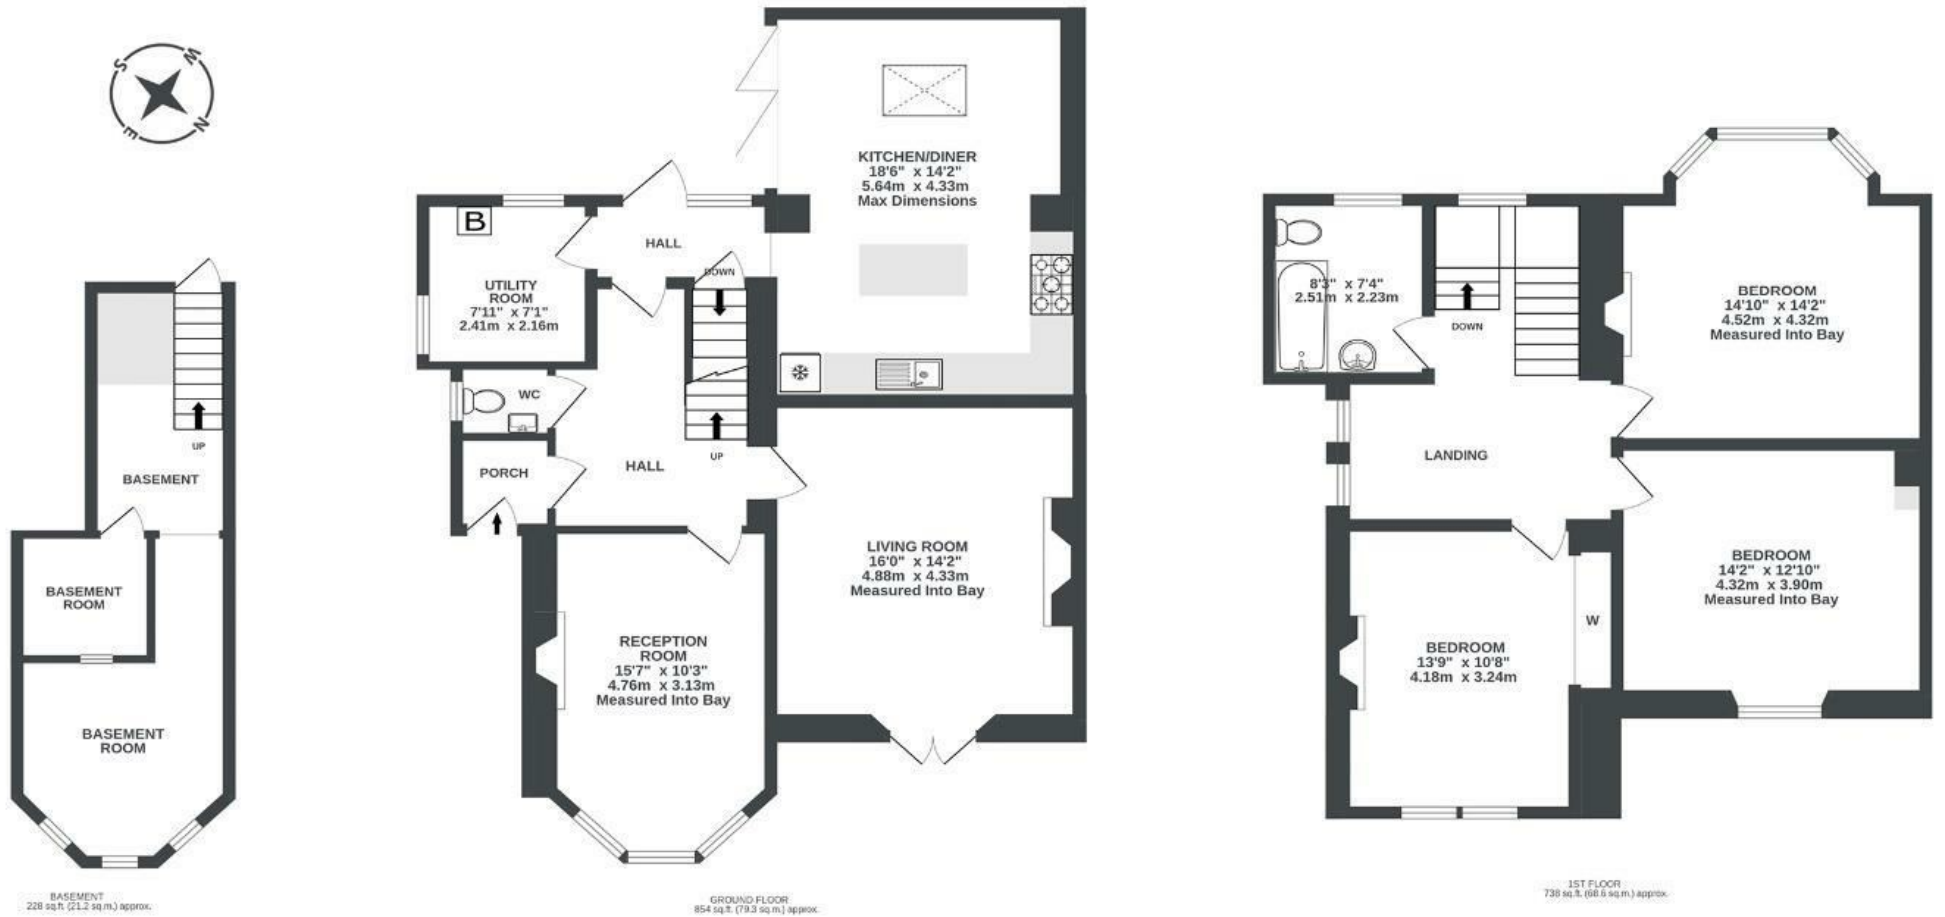 S
W
E
N
BASEMENT
UP
BASEMENT
ROOM
BASEMENT
ROOM
BASEMENT
228 sq.ft. (21.2 sq.m.) approx.
KITCHEN/DINER
18'6" x 14'2"
5.64m x 4.33m
Max Dimensions
B
HALL
DOWN
UTILITY
ROOM
7'11" x 7'1"
2.41m x 2.16m
WC
PORCH
HALL
UP
LIVING ROOM
16'0" x 14'2"
4.88m x 4.33m
Measured Into Bay
RECEPTION
ROOM
15'7" x 10'3"
4.76m x 3.13m
Measured Into Bay
GROUND FLOOR
854 sq.ft. (79.3 sq.m.) approx.
8'3" x 7'4"
2.51m x 2.23m
DOWN
BEDROOM
14'10" x 14'2"
4.52m x 4.32m
Measured Into Bay
LANDING
BEDROOM
14'2" x 12'10"
4.32m x 3.90m
Measured Into Bay
W
BEDROOM
13'9" x 10'8"
4.18m x 3.24m
1ST FLOOR
738 sq.ft. (68.6 sq.m.) approx.